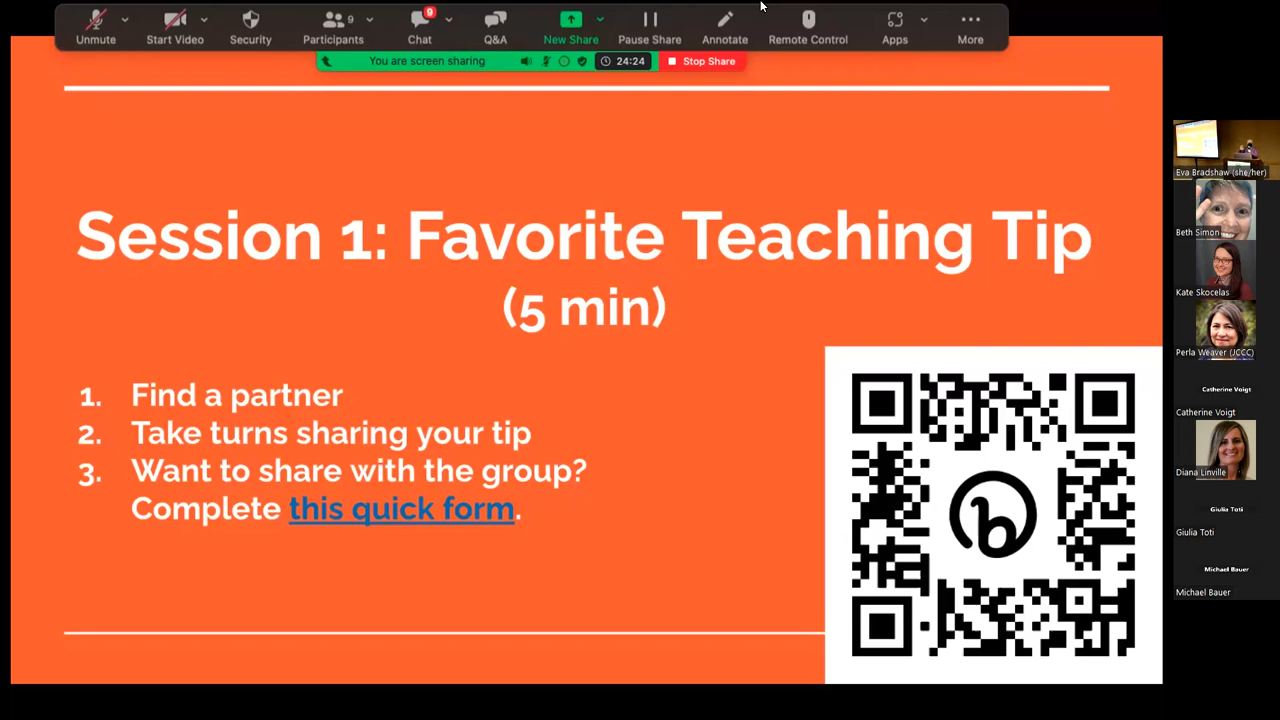 Unmute
Start Video
Security
Participants
9
Chat
9
Q&A
New Share
Pause Share
Annotate
Remote Control
Apps
More
You are screen sharing
24:24
Stop Share
Session 1: Favorite Teaching Tip
(5 min)
1. Find a partner
2. Take turns sharing your tip
3. Want to share with the group?
Complete this quick form.
b
Eva Bradshaw (she/her)
Beth Simon
Kate Skocelas
Perla Weaver (JCCC)
Catherine Voigt
Catherine Voigt
Diana Linville
Giulia Toti
Giulia Toti
Michael Bauer
Michael Bauer